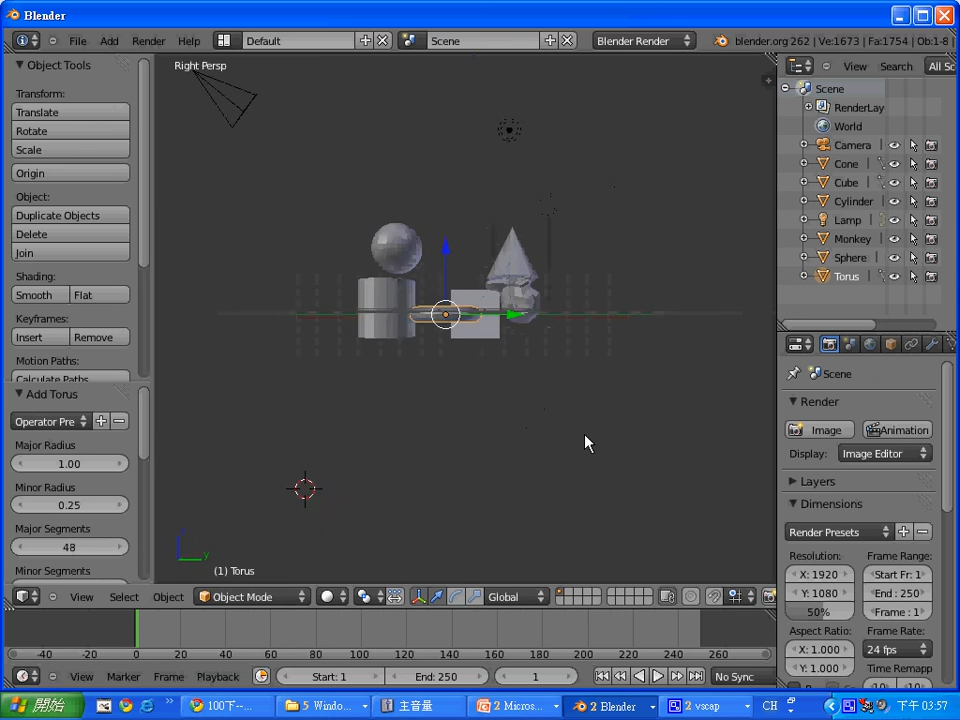 Blender
File Add Render Help Default Scene Blender Render blender.org 262 | Ve:1673 | Fa:1754 | Ob:1-8 |
Object Tools
Transform:
Translate
Rotate
Scale
Origin
Object:
Duplicate Objects
Delete
Join
Shading:
Smooth Flat
Keyframes:
Insert Remove
Motion Paths:
Calculate Paths
Add Torus
Operator Pre
Major Radius
1.00
Minor Radius
0.25
Major Segments
48
Minor Segments
Right Persp
z
y
(1) Torus
View Select Object Object Mode Global
View Search All Sc
Scene
RenderLay
World
Camera
Cone
Cube
Cylinder
Lamp
Monkey
Sphere
Torus
Scene
Render
Image Animation
Display: Image Editor
Layers
Dimensions
Render Presets
Resolution: Frame Range:
X: 1920 Start Fr: 1
Y: 1080 End : 250
50% Frame : 1
Aspect Ratio: Frame Rate:
X: 1.000 24 fps
Y: 1.000 Time Remapp
-40 -20 0 20 40 60 80 100 120 140 160 180 200 220 240 260
View Marker Frame Playback Start: 1 End: 250 1 No Sync
開始 100下--... 5 Windo... 主音量 2 Micros... 2 Blender 2 vscap CH 下午 03:57